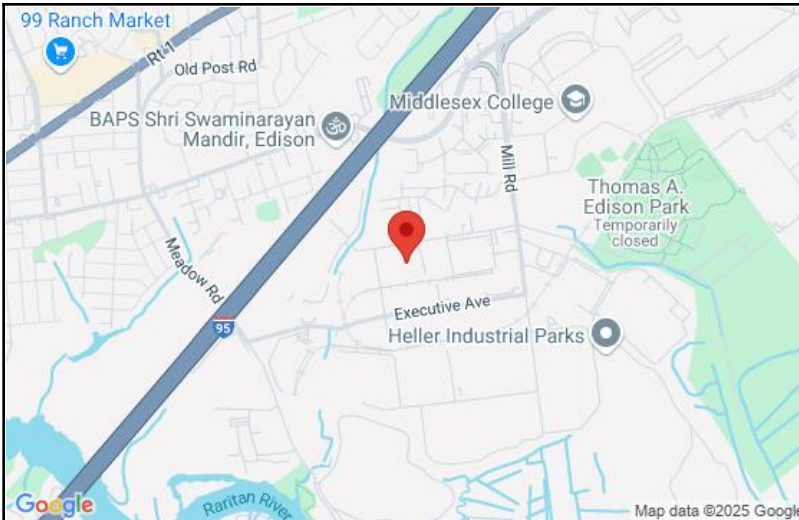 99 Ranch Market
Rt 1
Old Post Rd
Middlesex College
BAPS Shri Swaminarayan
Mandir, Edison
Mill Rd
Thomas A.
Edison Park
Temporarily
closed
Meadow Rd
Executive Ave
95
Heller Industrial Parks
Raritan River
Google
Map data ©2025 Google